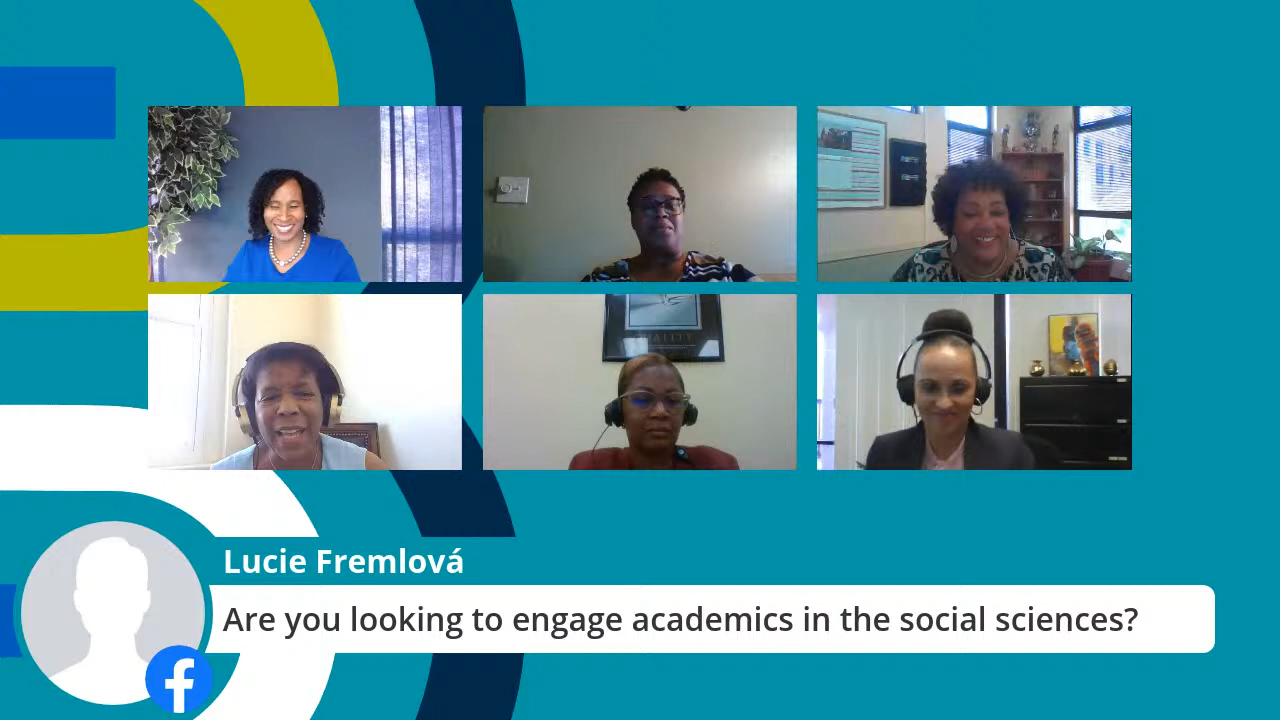 Lucie Fremlová
Are you looking to engage academics in the social sciences?